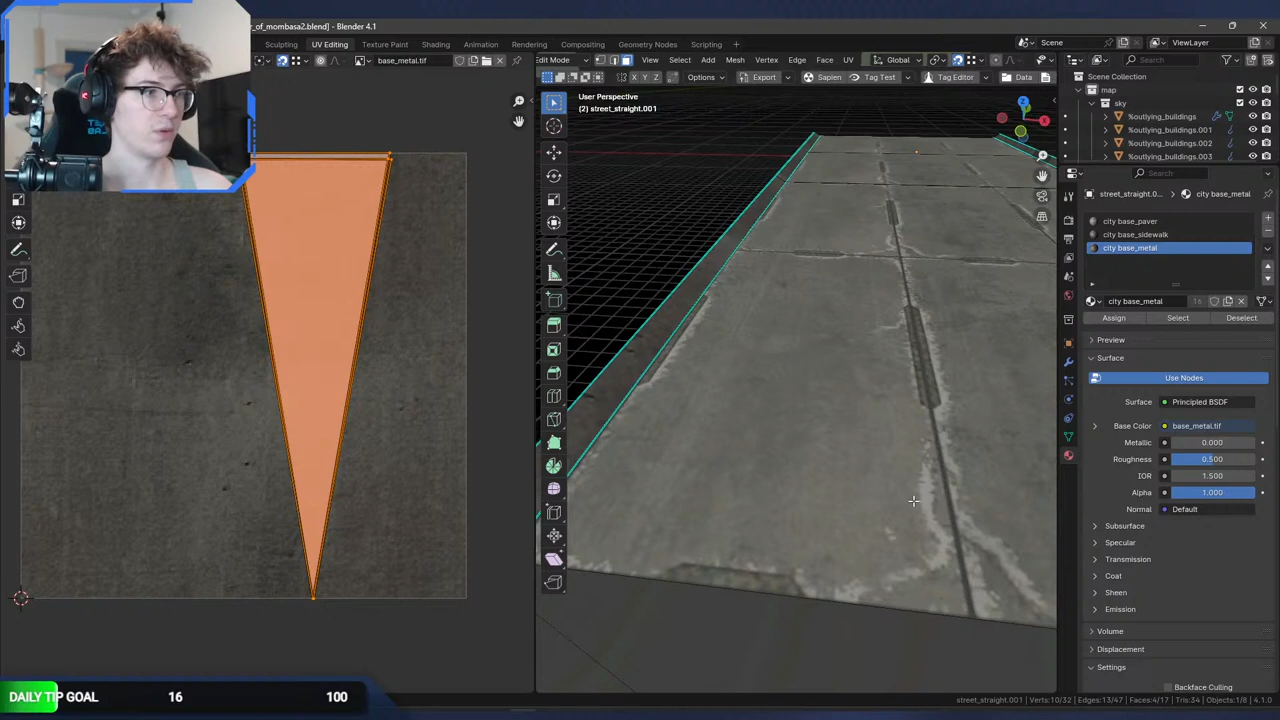 y_of_mombasa2.blend] - Blender 4.1
Sculpting UV Editing Texture Paint Shading Animation Rendering Compositing Geometry Nodes Scripting +
Scene ViewLayer
base_metal.tif
Edit Mode View Select Add Mesh Vertex Edge Face UV Global
Search
X Y Z Options Export Sapien Tag Test Tag Editor Data
Scene Collection
map
sky
%outlying_buildings
%outlying_buildings.001
%outlying_buildings.002
%outlying_buildings.003
User Perspective
(2) street_straight.001
X
Z
Search
street_straight.0... city base_metal
city base_paver
city base_sidewalk
city base_metal
city base_metal 16
Assign Select Deselect
Preview
Surface
Use Nodes
Surface Principled BSDF
Base Color base_metal.tif
Metallic 0.000
Roughness 0.500
IOR 1.500
Alpha 1.000
Normal Default
Subsurface
Specular
Transmission
Coat
Sheen
Emission
Volume
Displacement
Settings
Backface Culling
street_straight.001 | Verts:10/32 | Edges:13/47 | Faces:4/17 | Tris:34 | Objects:1/8 | 4.1.0
DAILY TIP GOAL 16 100